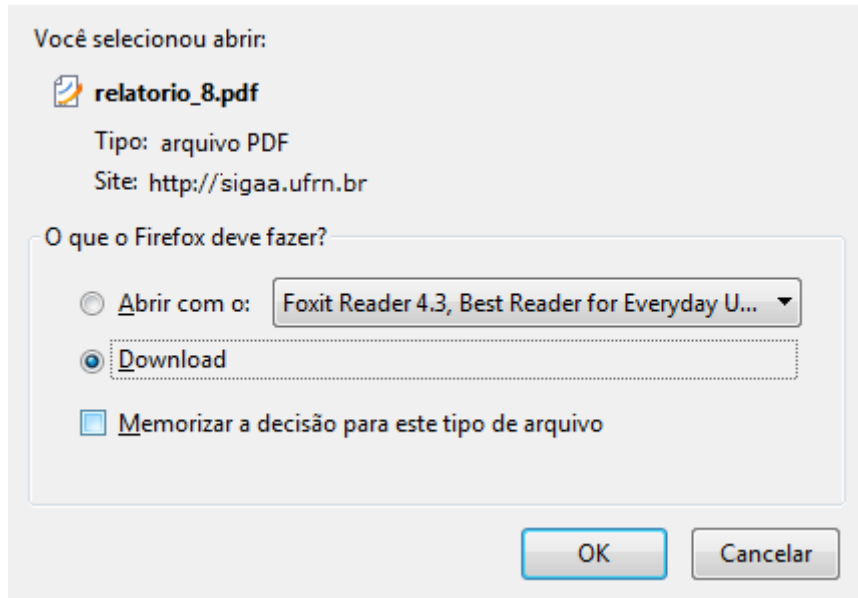 Você selecionou abrir:
relatorio_8.pdf
Tipo: arquivo PDF
Site: http://sigaa.ufrn.br
O que o Firefox deve fazer?
Abrir com o: Foxit Reader 4.3, Best Reader for Everyday U...
Download
Memorizar a decisão para este tipo de arquivo
OK Cancelar